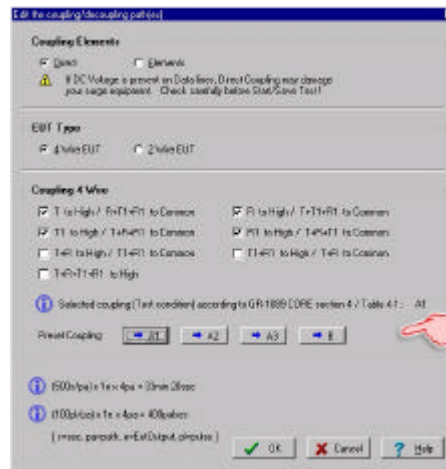 Edit the coupling/decoupling path(es)
Coupling Elements
Direct Elements
If DC Voltage is present on Data lines, Direct Coupling may damage
your surge equipment. Check carefully before Start/Save Test!
EUT Type
4 Wire EUT 2 Wire EUT
Coupling 4 Wire
T to High / R+T1+R1 to Common R to High / T+T1+R1 to Common
T1 to High / T+R+R1 to Common R1 to High / T+R+T1 to Common
T+R to High / T1+R1 to Common T1+R1 to High / T+R to Common
T+R+T1+R1 to High
Selected coupling (Test condition) according to GR-1089 CORE section 4 / Table 4-1 : A1
Preset Coupling: A1 A2 A3 B
= 33min 20sec
= 400pulses
OK Cancel Help